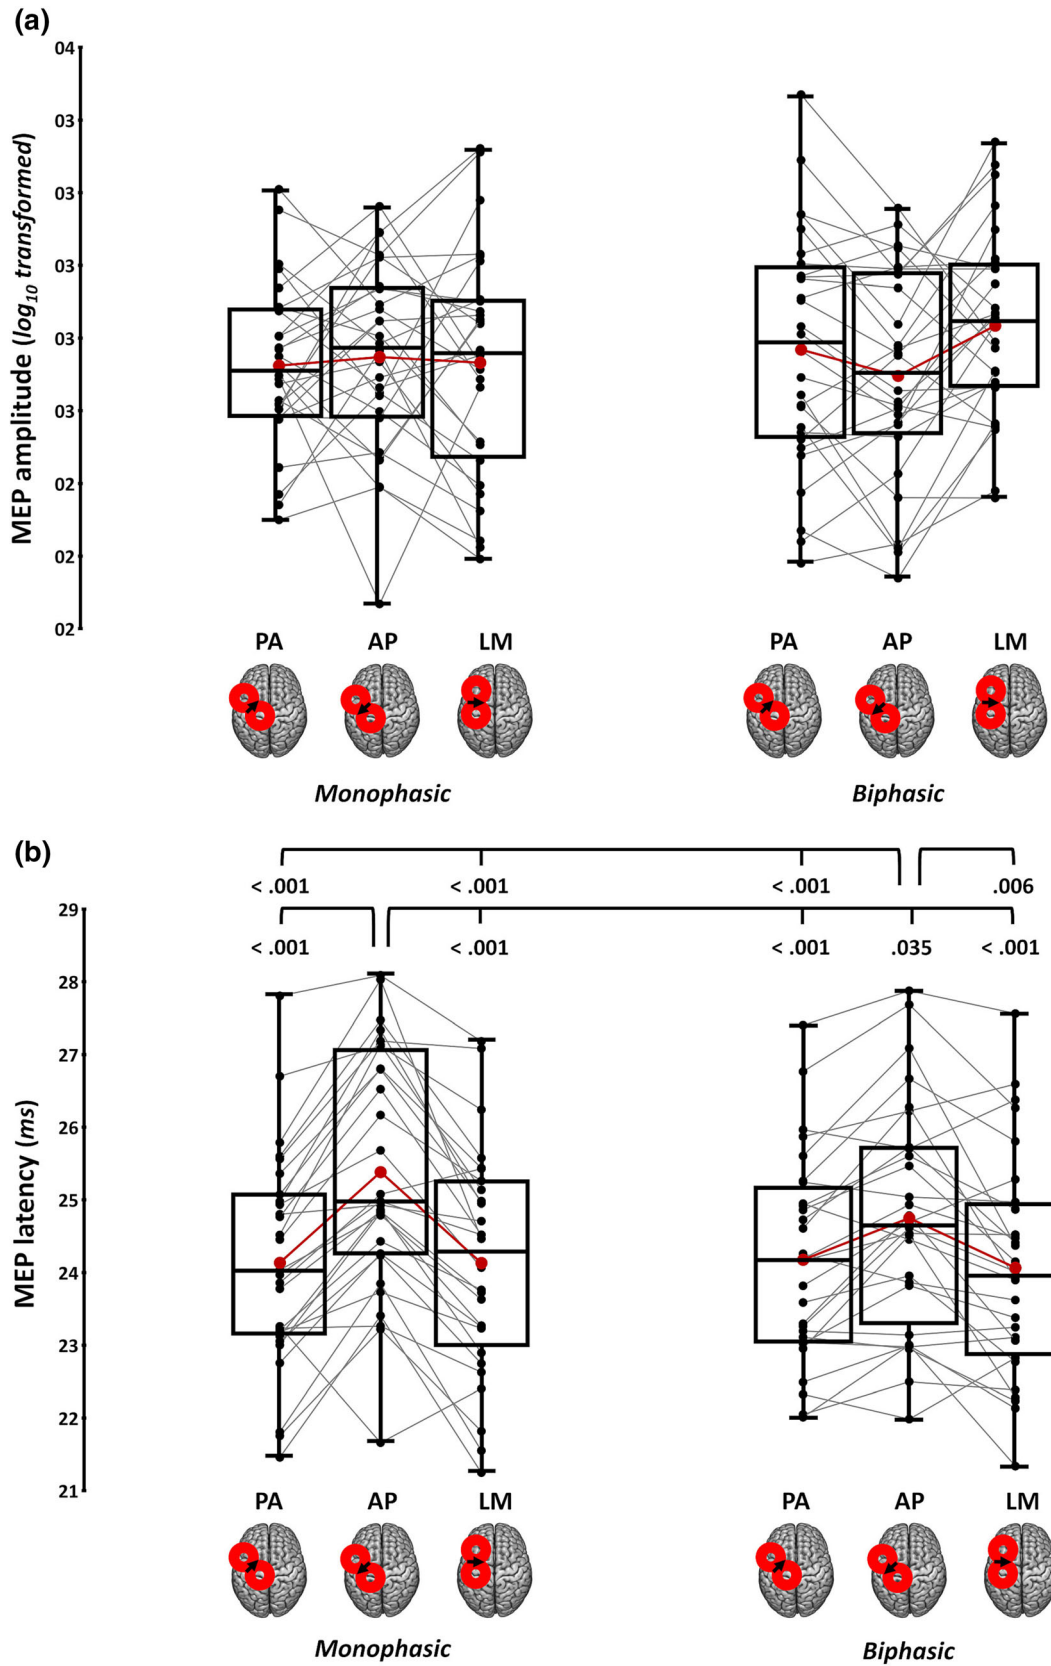 (a)
MEP amplitude (log10 transformed)
04
03
03
03
03
03
02
02
02
PA AP LM PA AP LM
Monophasic Biphasic
(b)
< .001 < .001 < .001 .006
< .001 < .001 < .001 .035 < .001
MEP latency (ms)
29
28
27
26
25
24
23
22
21
PA AP LM PA AP LM
Monophasic Biphasic